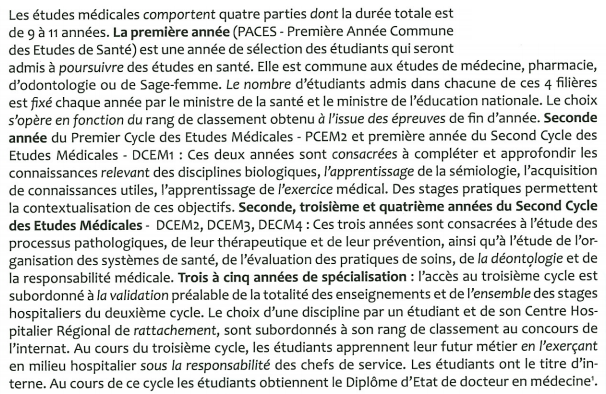 Les études médicales comportent quatre parties dont la durée totale est
de 9 à 11 années. La première année (PACES - Première Année Commune
des Etudes de Santé) est une année de sélection des étudiants qui seront
admis à poursuivre des études en santé. Elle est commune aux études de médecine, pharmacie,
d'odontologie ou de Sage-femme. Le nombre d'étudiants admis dans chacune de ces 4 filières
est fixé chaque année par le ministre de la santé et le ministre de l'éducation nationale. Le choix
s'opère en fonction du rang de classement obtenu à l'issue des épreuves de fin d'année. Seconde
année du Premier Cycle des Etudes Médicales - PCEM2 et première année du Second Cycle des
Etudes Médicales - DCEM1 : Ces deux années sont consacrées à compléter et approfondir les
connaissances relevant des disciplines biologiques, l'apprentissage de la sémiologie, l'acquisition
de connaissances utiles, l'apprentissage de l'exercice médical. Des stages pratiques permettent
la contextualisation de ces objectifs. Seconde, troisième et quatrième années du Second Cycle
des Etudes Médicales - DCEM2, DCEM3, DECM4 : Ces trois années sont consacrées à l'étude des
processus pathologiques, de leur thérapeutique et de leur prévention, ainsi qu'à l'étude de l'or-
ganisation des systèmes de santé, de l'évaluation des pratiques de soins, de la déontologie et de
la responsabilité médicale. Trois à cinq années de spécialisation : l'accès au troisième cycle est
subordonné à la validation préalable de la totalité des enseignements et de l'ensemble des stages
hospitaliers du deuxième cycle. Le choix d'une discipline par un étudiant et de son Centre Hos-
pitalier Régional de rattachement, sont subordonnés à son rang de classement au concours de
l'internat. Au cours du troisième cycle, les étudiants apprennent leur futur métier en l'exerçant
en milieu hospitalier sous la responsabilité des chefs de service. Les étudiants ont le titre d'in-
terne. Au cours de ce cycle les étudiants obtiennent le Diplôme d'Etat de docteur en médecine¹.